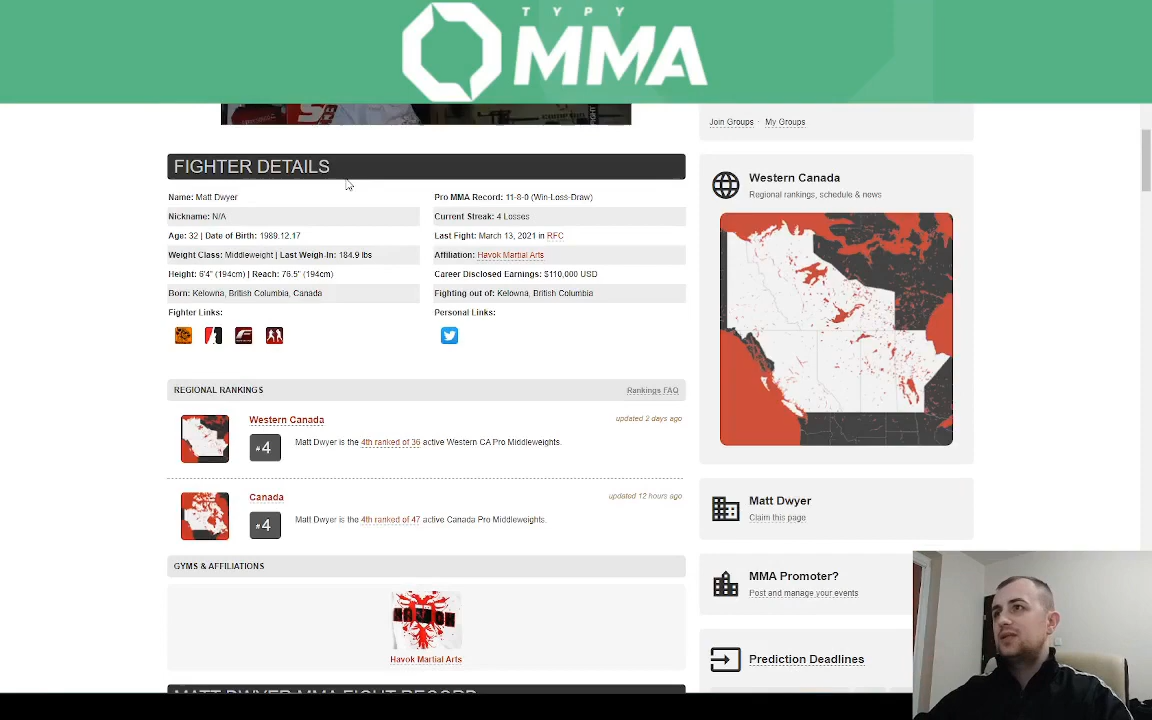 TYPY
MMA
Join Groups · My Groups
FIGHTER DETAILS
Name: Matt Dwyer
Pro MMA Record: 11-8-0 (Win-Loss-Draw)
Nickname: N/A
Current Streak: 4 Losses
Age: 32 | Date of Birth: 1989.12.17
Last Fight: March 13, 2021 in RFC
Weight Class: Middleweight | Last Weigh-In: 184.9 lbs
Affiliation: Havok Martial Arts
Height: 6'4" (194cm) | Reach: 76.5" (194cm)
Career Disclosed Earnings: $110,000 USD
Born: Kelowna, British Columbia, Canada
Fighting out of: Kelowna, British Columbia
Fighter Links:
Personal Links:
REGIONAL RANKINGS
Rankings FAQ
Western Canada
updated 2 days ago
#4
Matt Dwyer is the 4th ranked of 36 active Western CA Pro Middleweights.
Canada
updated 12 hours ago
#4
Matt Dwyer is the 4th ranked of 47 active Canada Pro Middleweights.
GYMS & AFFILIATIONS
HAVOK
Havok Martial Arts
MATT DWYER MMA FIGHT RECORD
Western Canada
Regional rankings, schedule & news
Matt Dwyer
Claim this page
MMA Promoter?
Post and manage your events
Prediction Deadlines